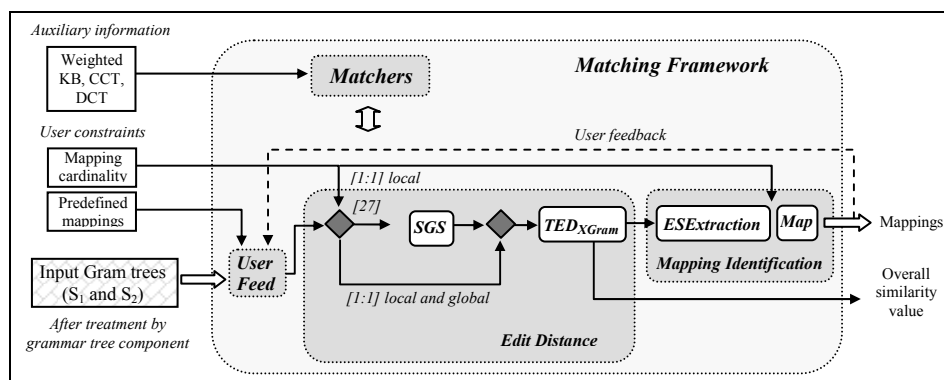 Auxiliary information
Weighted
KB, CCT,
DCT
Matchers
Matching Framework
User constraints
User feedback
Mapping
cardinality
[1:1] local
Predefined
mappings
[27]
SGS
TEDXGram
ESExtraction
Map
Mappings
User
Feed
Mapping Identification
Input Gram trees
(S1 and S2)
[1:1] local and global
Overall
similarity
value
After treatment by
grammar tree component
Edit Distance